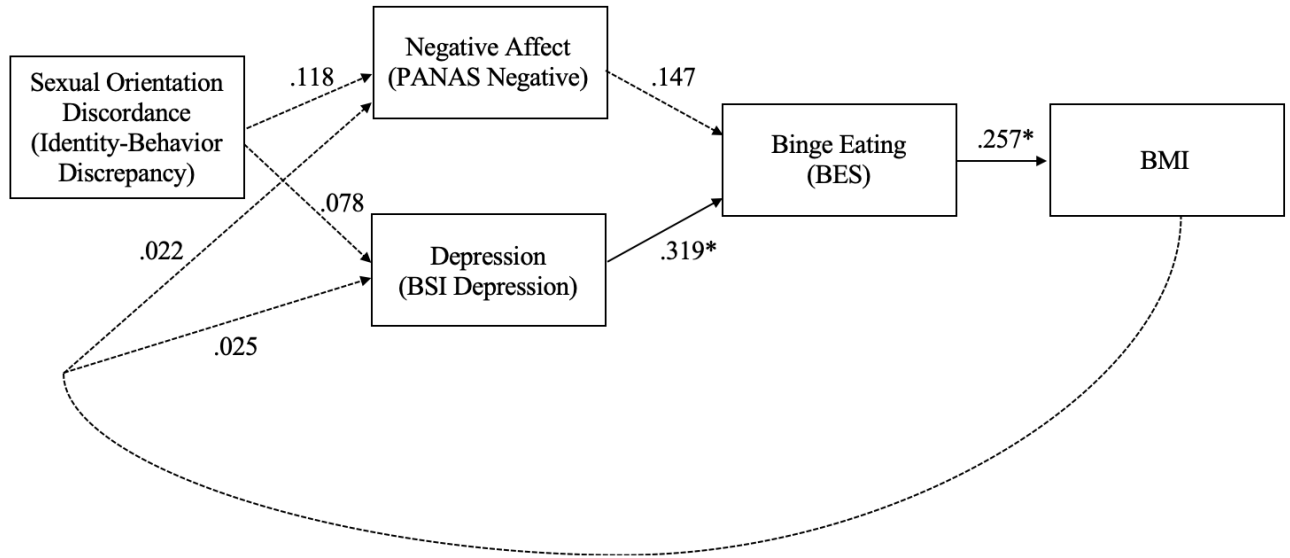 Sexual Orientation
Discordance
(Identity-Behavior
Discrepancy)
.118
Negative Affect
(PANAS Negative)
.147
.078
.022
Depression
(BSI Depression)
.319*
.025
Binge Eating
(BES)
.257*
BMI